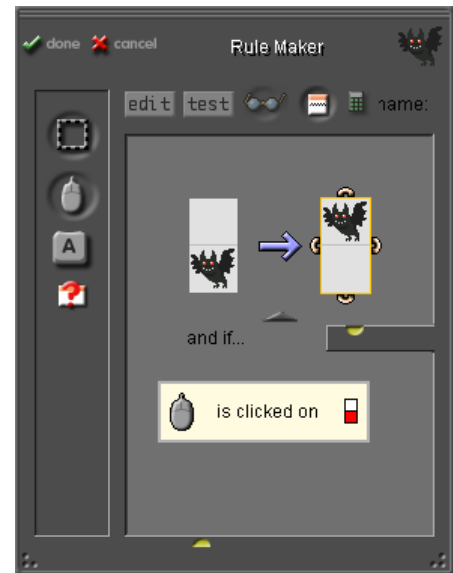 done cancel Rule Maker
edit test name:
A
?
and if...
is clicked on